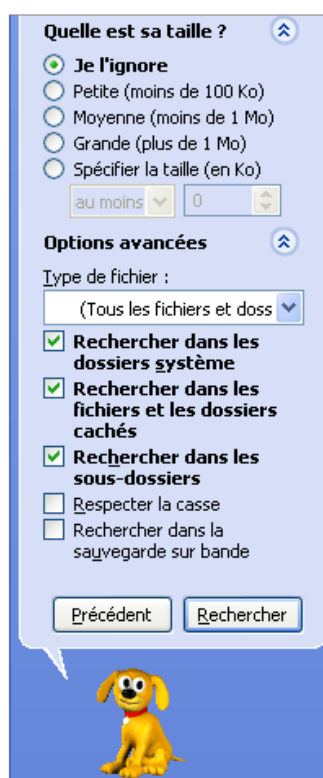 Quelle est sa taille ?
Je l'ignore
Petite (moins de 100 Ko)
Moyenne (moins de 1 Mo)
Grande (plus de 1 Mo)
Spécifier la taille (en Ko)
au moins 0
Options avancées
Type de fichier :
(Tous les fichiers et doss
Rechercher dans les
dossiers système
Rechercher dans les
fichiers et les dossiers
cachés
Rechercher dans les
sous-dossiers
Respecter la casse
Rechercher dans la
sauvegarde sur bande
Précédent Rechercher